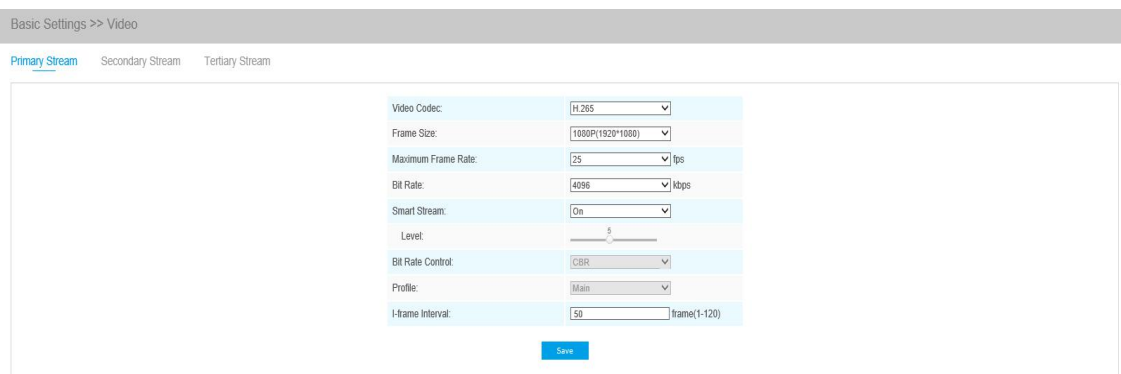 Basic Settings >> Video
Primary Stream Secondary Stream Tertiary Stream
Video Codec: H.265
Frame Size: 1080P(1920*1080)
Maximum Frame Rate: 25 fps
Bit Rate: 4096 kbps
Smart Stream: On
Level: 5
Bit Rate Control: CBR
Profile: Main
I-frame Interval: 50 frame(1-120)
Save